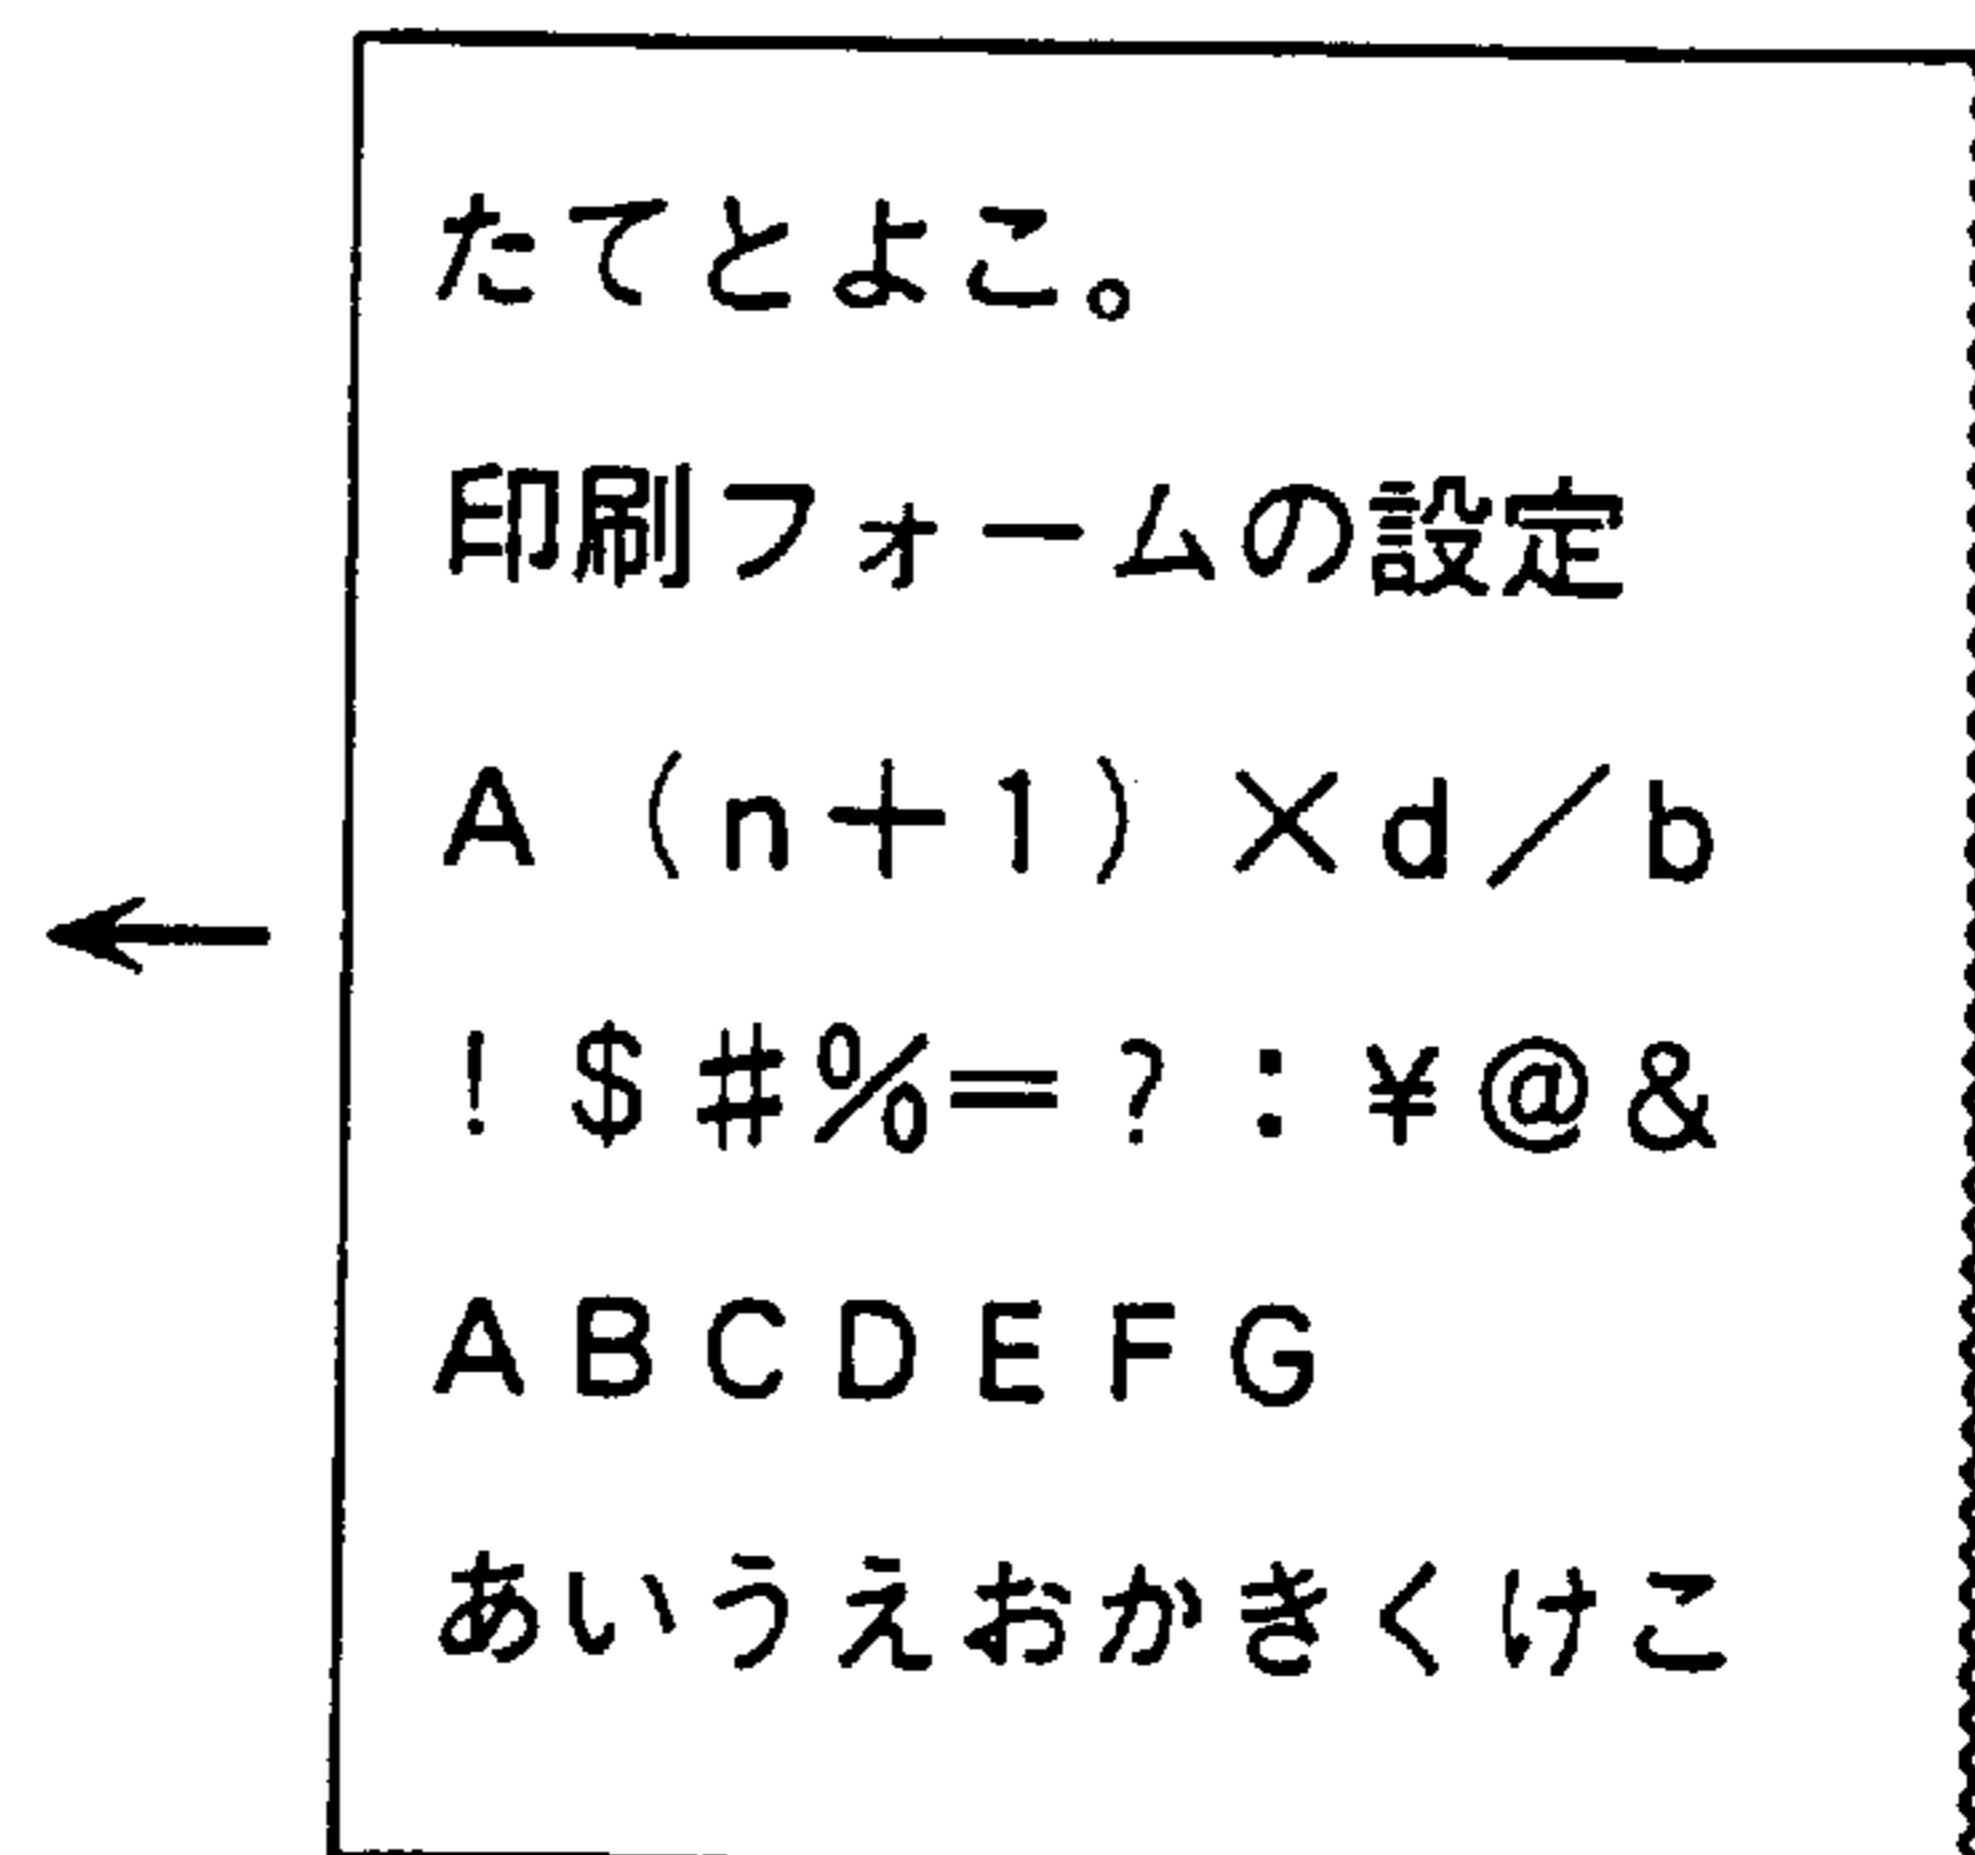 たてとよこ。
印刷フォームの設定
A（n＋1）×d／b
！＄＃％＝？：￥＠＆
ＡＢＣＤＥＦＧ
あいうえおかきくけこ